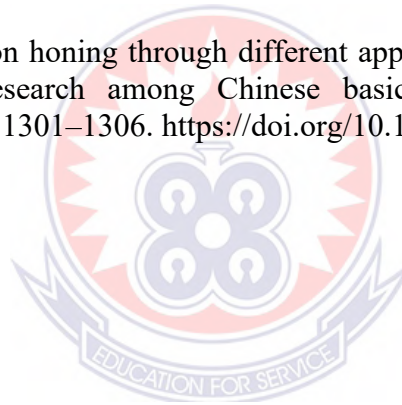 on honing through different app
esearch among Chinese basic
1301–1306. https://doi.org/10.1
EDUCATION FOR SERVICE